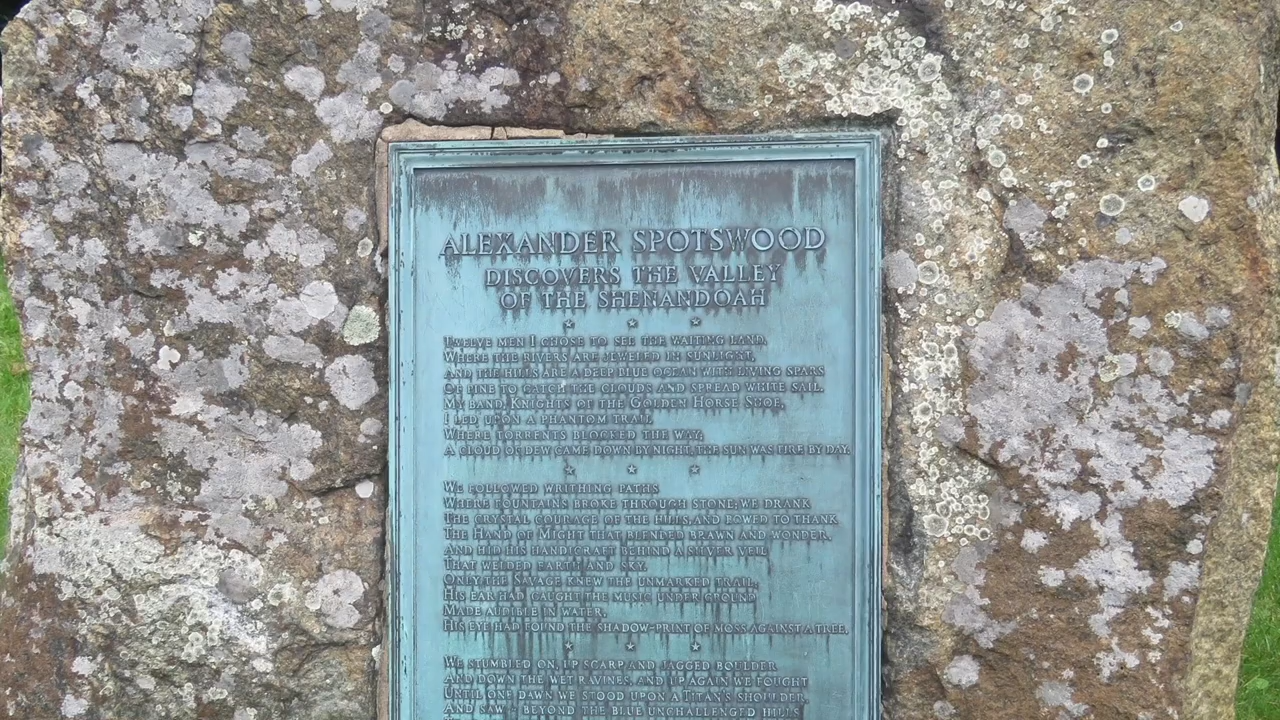 ALEXANDER SPOTSWOOD
DISCOVERS THE VALLEY
OF THE SHENANDOAH
TWELVE MEN I CHOSE TO SEE THE WAITING LAND,
WHERE THE RIVERS ARE JEWELED IN SUNLIGHT,
AND THE HILLS ARE A DEEP BLUE OCEAN WITH LIVING SPARS
OF PINE TO CATCH THE CLOUDS AND SPREAD WHITE SAIL.
MY BAND, KNIGHTS OF THE GOLDEN HORSE SHOE,
I LED UPON A PHANTOM TRAIL
WHERE TORRENTS BLOCKED THE WAY;
A CLOUD OF DEW CAME DOWN BY NIGHT, THE SUN WAS FIRE BY DAY.
WE FOLLOWED WRITHING PATHS
WHERE FOUNTAINS BROKE THROUGH STONE; WE DRANK
THE CRYSTAL COURAGE OF THE HILLS, AND BOWED TO THANK
THE HAND OF MIGHT THAT BLENDED BRAWN AND WONDER,
AND HID HIS HANDICRAFT BEHIND A SILVER VEIL
THAT WELDED EARTH AND SKY.
ONLY THE SAVAGE KNEW THE UNMARKED TRAIL;
HIS EAR HAD CAUGHT THE MUSIC UNDER GROUND
MADE AUDIBLE IN WATER,
HIS EYE HAD FOUND THE SHADOW-PRINT OF MOSS AGAINST A TREE.
WE STUMBLED ON, UP SCARP AND JAGGED BOULDER
AND DOWN THE WET RAVINES, AND UP AGAIN WE FOUGHT
UNTIL ONE DAWN WE STOOD UPON A TITAN'S SHOULDER,
AND SAW - BEYOND THE BLUE UNCHALLENGED HILLS